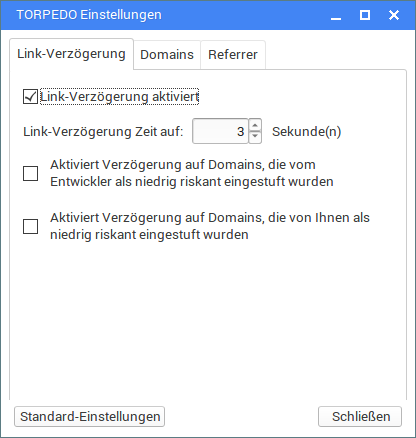 TORPEDO Einstellungen
Link-Verzögerung Domains Referrer
Link-Verzögerung aktiviert
Link-Verzögerung Zeit auf: 3 Sekunde(n)
Aktiviert Verzögerung auf Domains, die vom
Entwickler als niedrig riskant eingestuft wurden
Aktiviert Verzögerung auf Domains, die von Ihnen als
niedrig riskant eingestuft wurden
Standard-Einstellungen Schließen